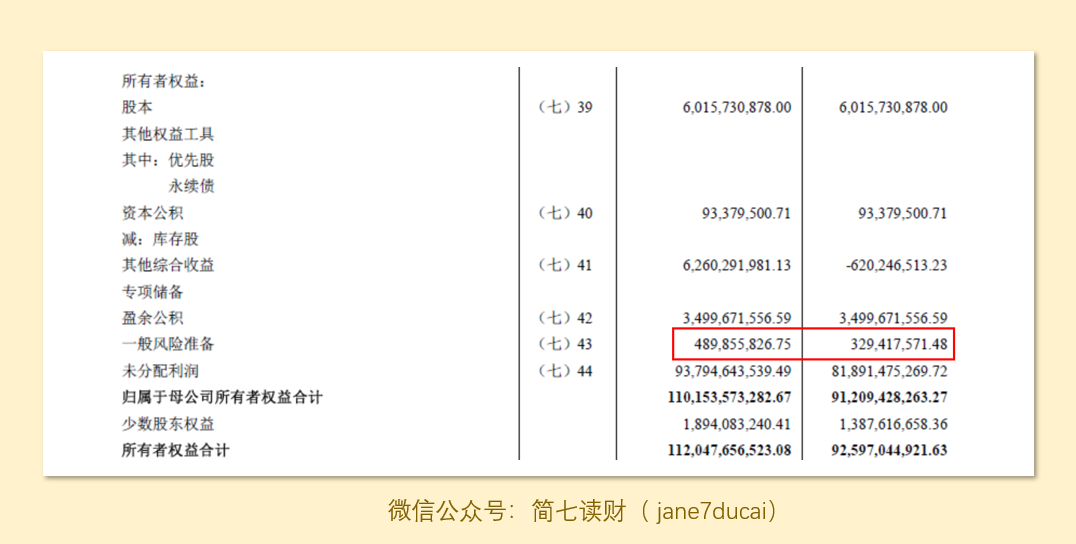 所有者权益:
股本 （七）39 6,015,730,878.00 6,015,730,878.00
其他权益工具
其中：优先股
永续债
资本公积 （七）40 93,379,500.71 93,379,500.71
减：库存股
其他综合收益 （七）41 6,260,291,981.13 -620,246,513.23
专项储备
盈余公积 （七）42 3,499,671,556.59 3,499,671,556.59
一般风险准备 （七）43 489,855,826.75 329,417,571.48
未分配利润 （七）44 93,794,643,539.49 81,891,475,269.72
归属于母公司所有者权益合计 110,153,573,282.67 91,209,428,263.27
少数股东权益 1,894,083,240.41 1,387,616,658.36
所有者权益合计 112,047,656,523.08 92,597,044,921.63
微信公众号：简七读财（ jane7ducai）